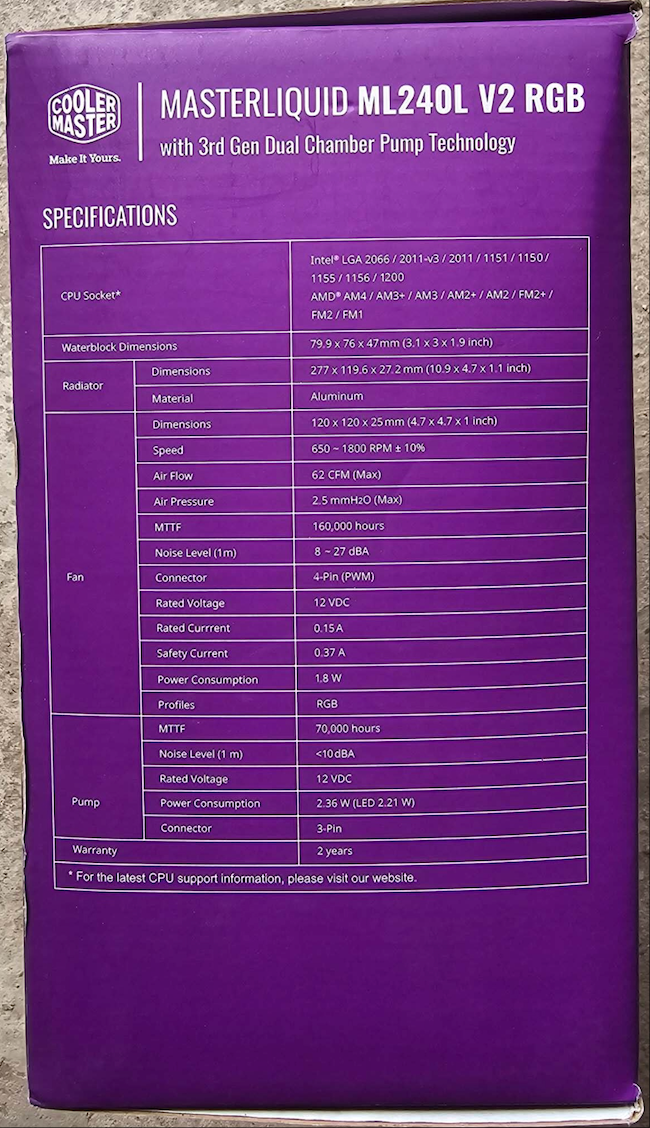 COOLER MASTER
Make It Yours.
MASTERLIQUID ML240L V2 RGB
with 3rd Gen Dual Chamber Pump Technology
SPECIFICATIONS
CPU Socket*
Intel® LGA 2066 / 2011-v3 / 2011 / 1151 / 1150 /
1155 / 1156 / 1200
AMD® AM4 / AM3+ / AM3 / AM2+ / AM2 / FM2+ /
FM2 / FM1
Waterblock Dimensions 79.9 x 76 x 47mm (3.1 x 3 x 1.9 inch)
Radiator
Dimensions 277 x 119.6 x 27.2 mm (10.9 x 4.7 x 1.1 inch)
Material Aluminum
Fan
Dimensions 120 x 120 x 25 mm (4.7 x 4.7 x 1 inch)
Speed 650 ~ 1800 RPM ± 10%
Air Flow 62 CFM (Max)
Air Pressure 2.5 mmH2O (Max)
MTTF 160,000 hours
Noise Level (1m) 8 ~ 27 dBA
Connector 4-Pin (PWM)
Rated Voltage 12 VDC
Rated Currrent 0.15 A
Safety Current 0.37 A
Power Consumption 1.8 W
Profiles RGB
Pump
MTTF 70,000 hours
Noise Level (1 m) <10 dBA
Rated Voltage 12 VDC
Power Consumption 2.36 W (LED 2.21 W)
Connector 3-Pin
Warranty 2 years
* For the latest CPU support information, please visit our website.